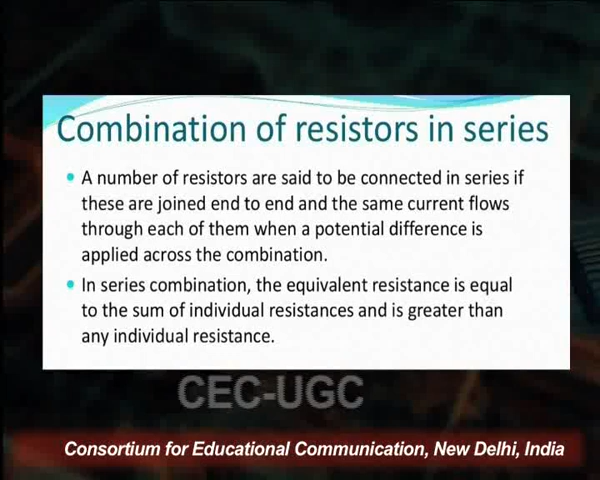 Combination of resistors in series
• A number of resistors are said to be connected in series if
these are joined end to end and the same current flows
through each of them when a potential difference is
applied across the combination.
• In series combination, the equivalent resistance is equal
to the sum of individual resistances and is greater than
any individual resistance.
CEC-UGC
Consortium for Educational Communication, New Delhi, India